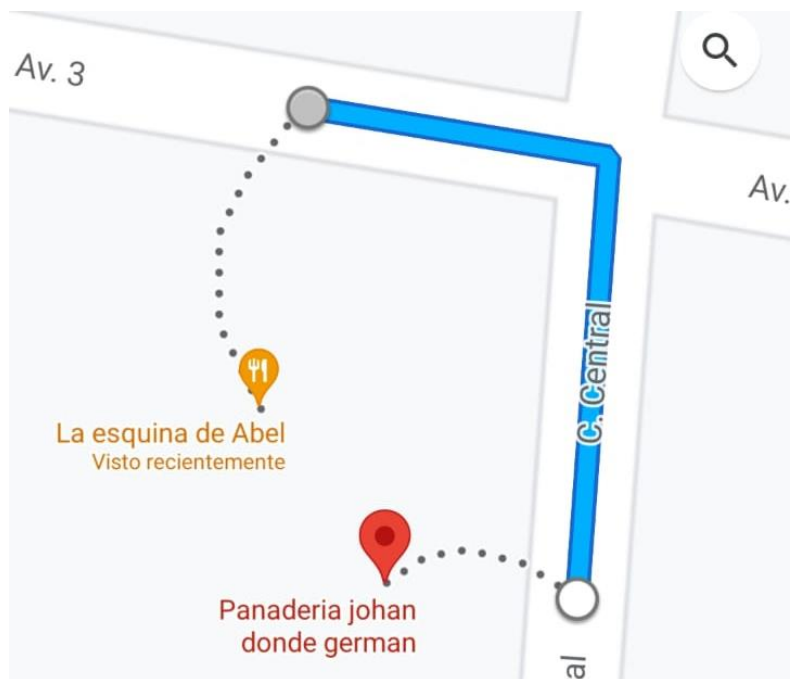 Av. 3
Av.
C. Central
La esquina de Abel
Visto recientemente
Panaderia johan
donde german
al